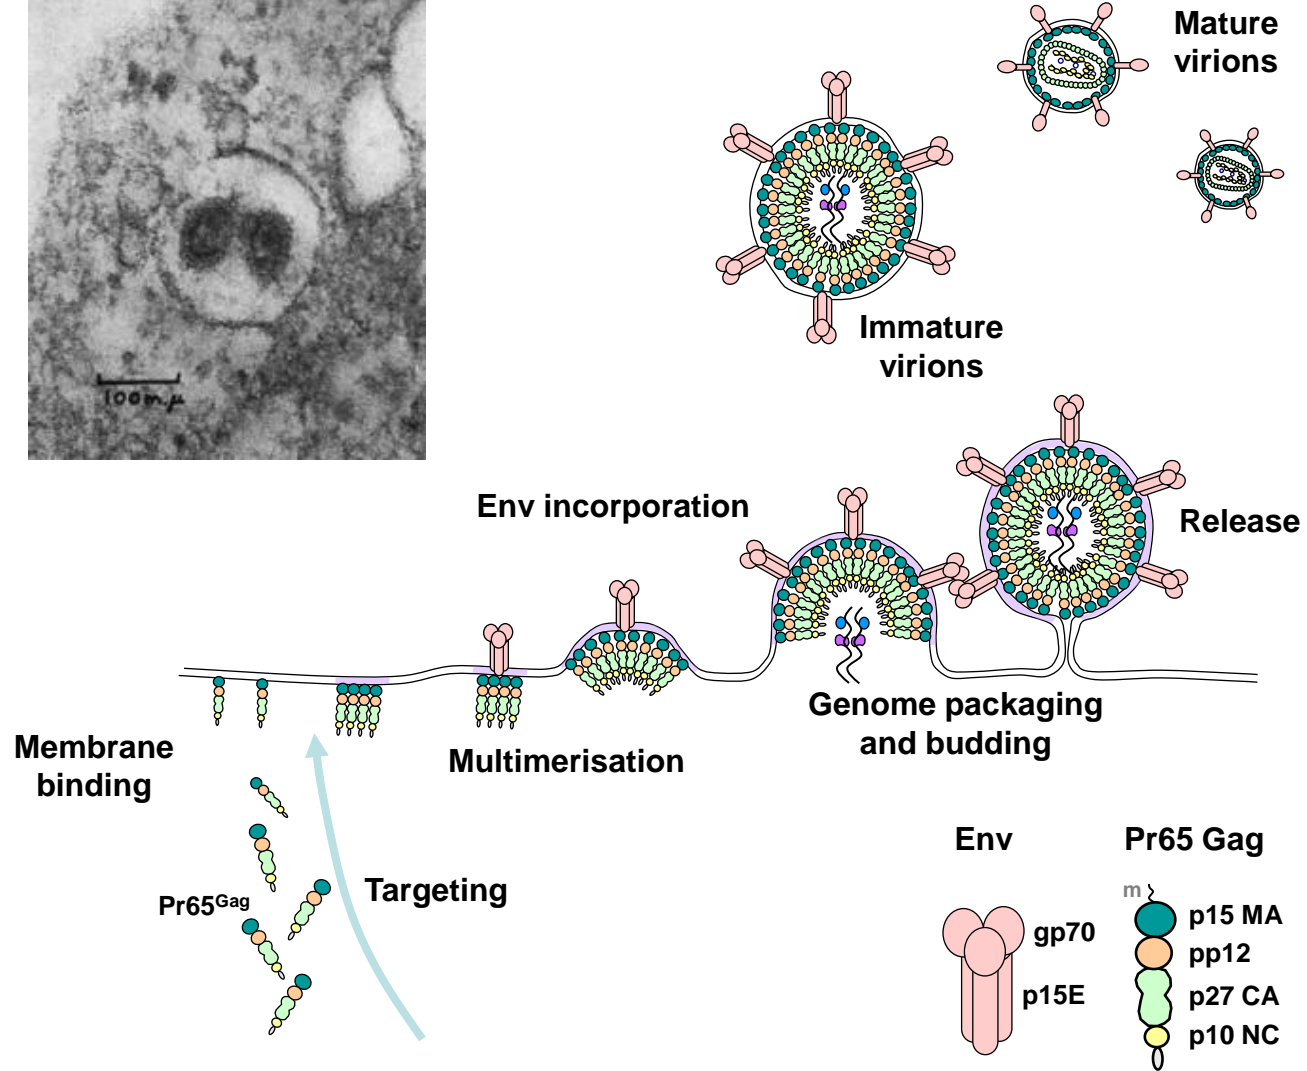 Mature
virions
100m.μ
Immature
virions
Env incorporation
Release
Genome packaging
and budding
Membrane
binding
Multimerisation
Targeting
Pr65Gag
Env
gp70
p15E
Pr65 Gag
m
p15 MA
pp12
p27 CA
p10 NC